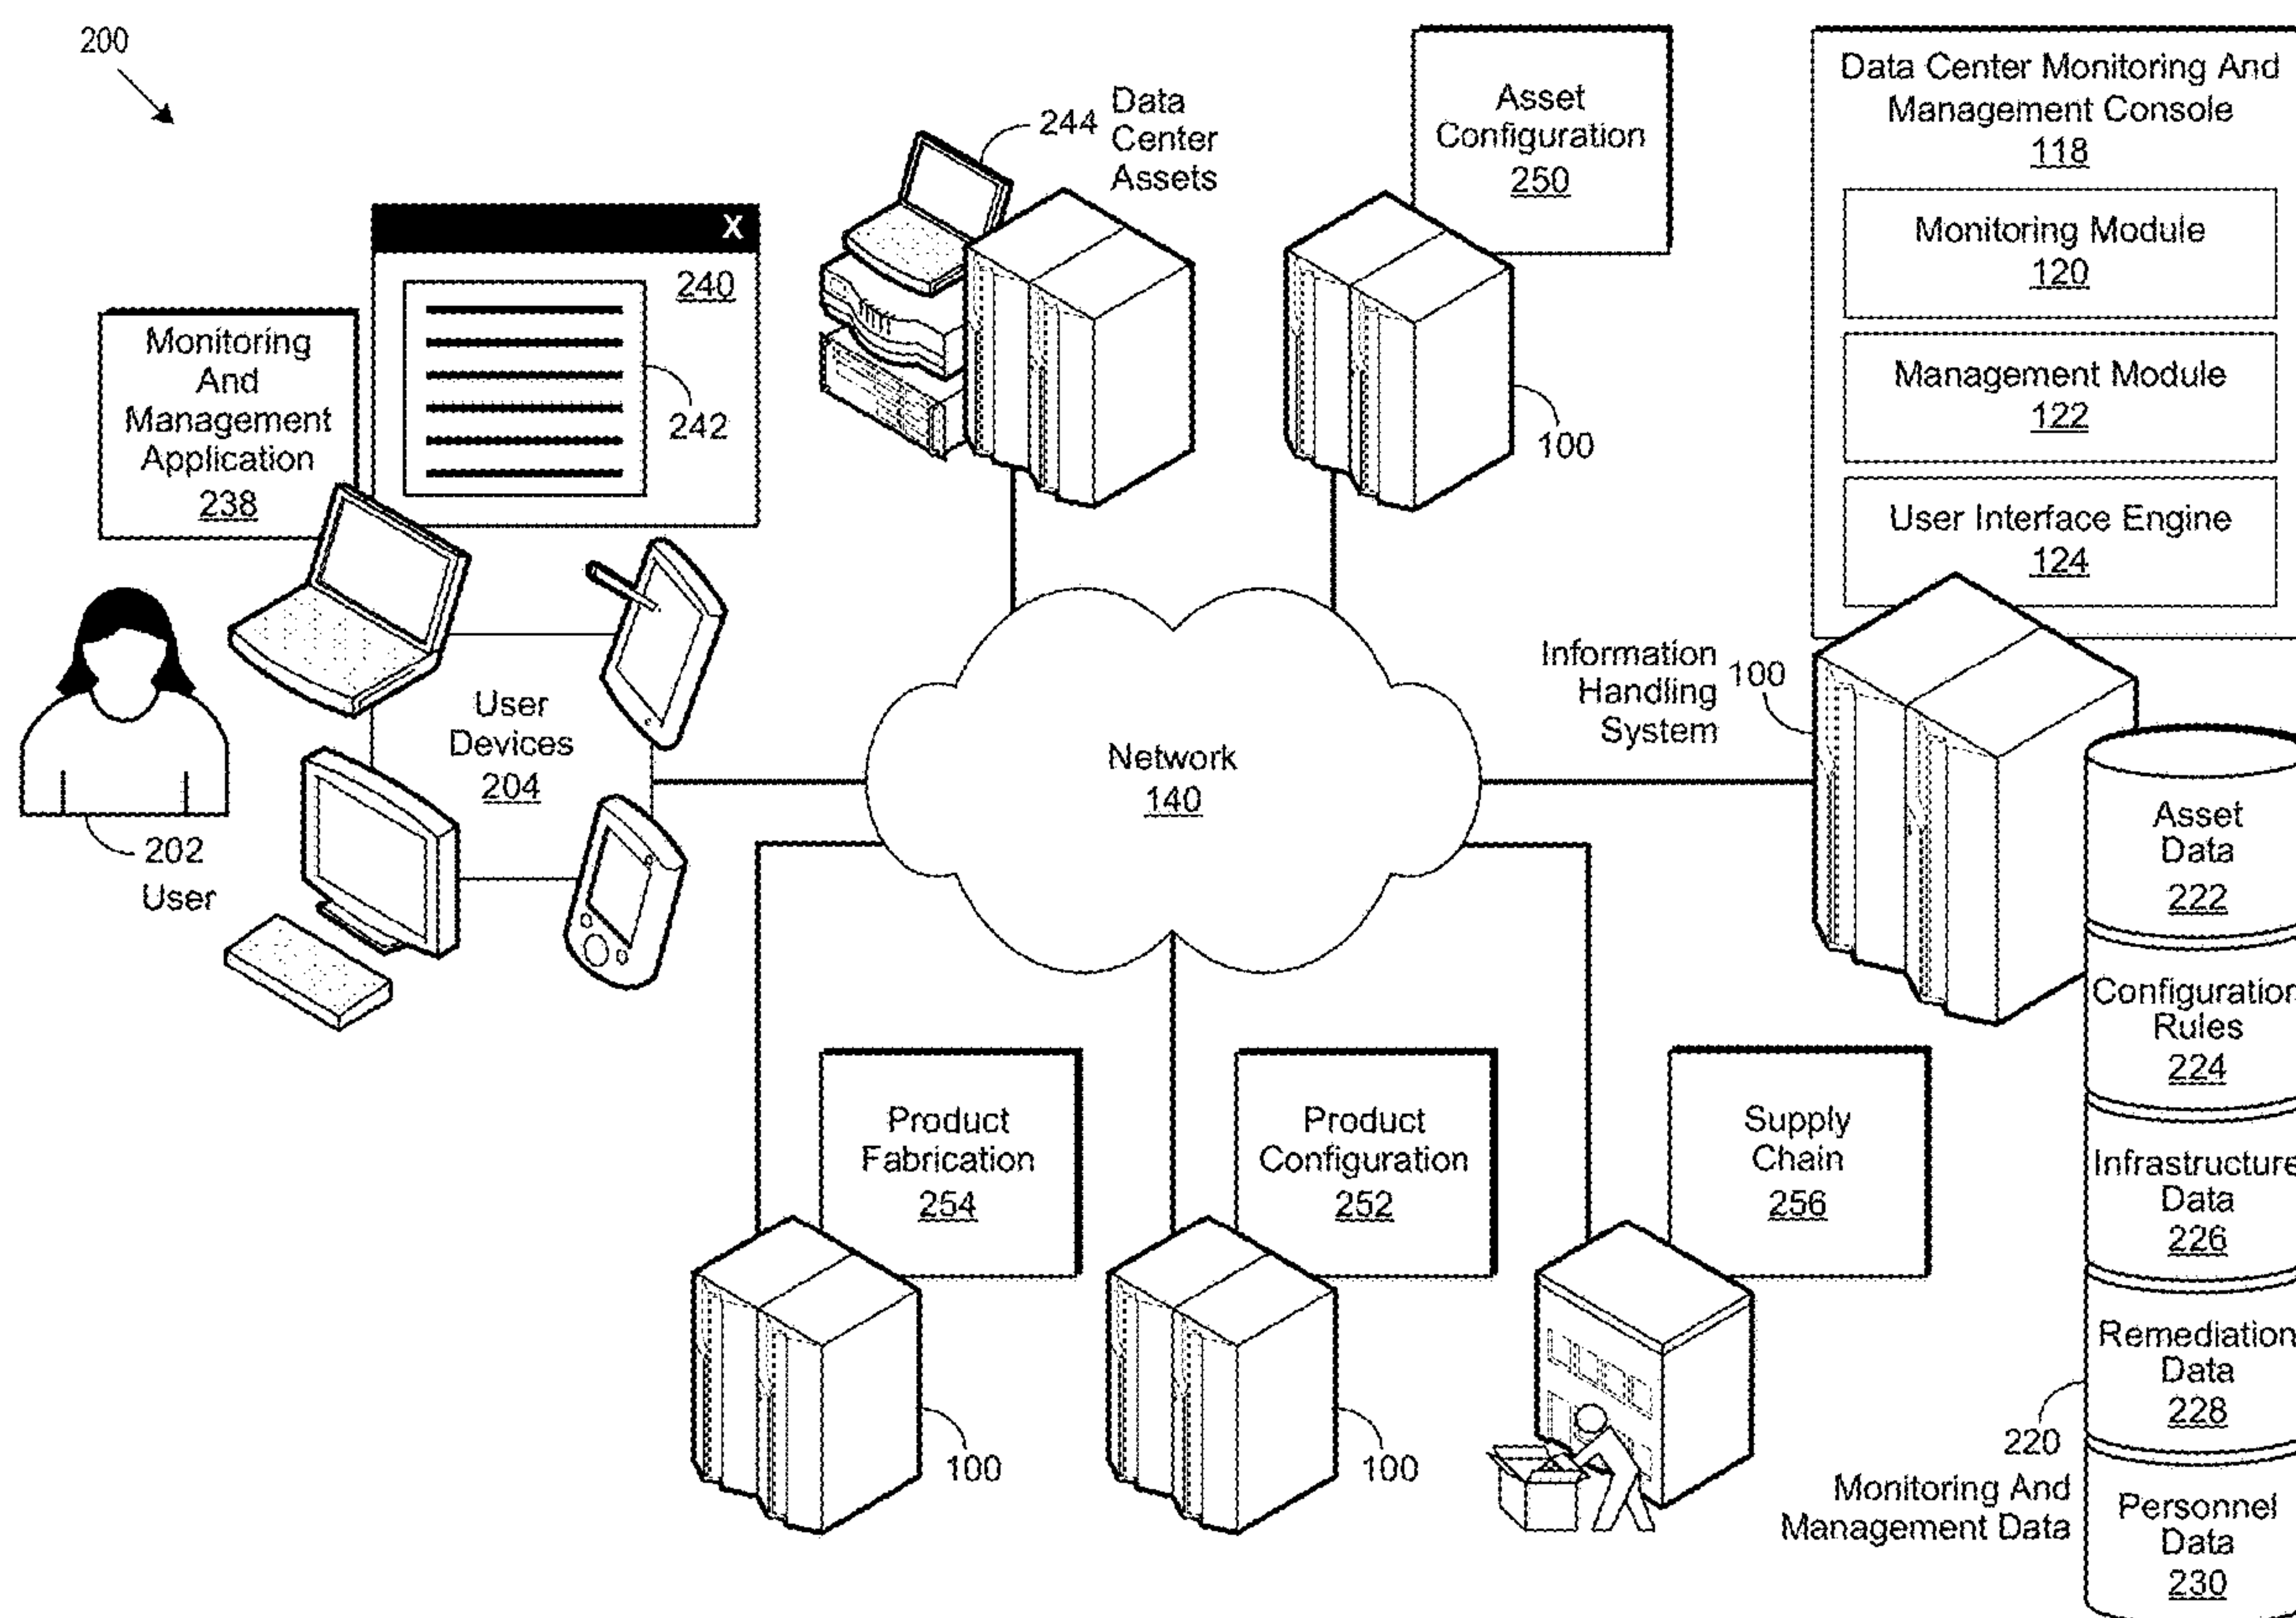 200
244
Data
Center
Assets
Asset
Configuration
250
100
Data Center Monitoring And
Management Console
118
Monitoring Module
120
Management Module
122
User Interface Engine
124
X
240
242
Monitoring
And
Management
Application
238
User
Devices
204
202
User
Network
140
Information
Handling
System
100
Asset
Data
222
Configuration
Rules
224
Infrastructure
Data
226
Remediation
Data
228
Personnel
Data
230
220
Monitoring And
Management Data
Product
Fabrication
254
100
Product
Configuration
252
100
Supply
Chain
256